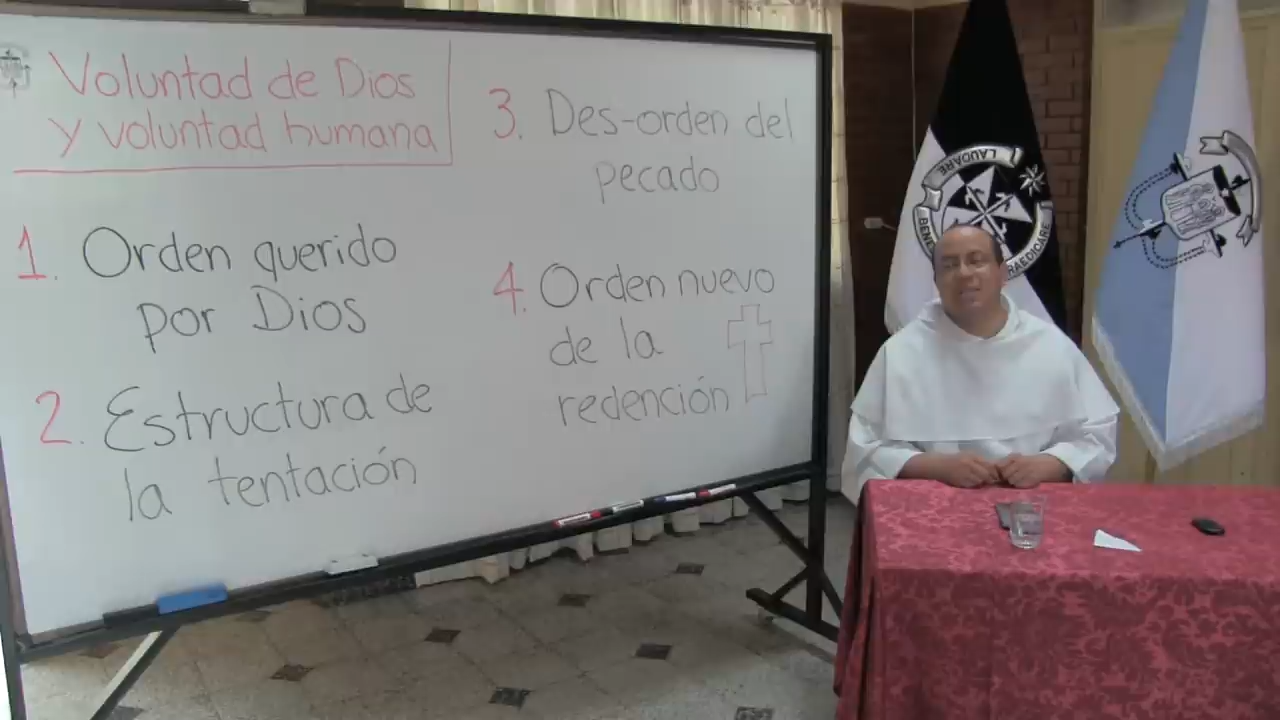 Voluntad de Dios
y voluntad humana
1. Orden querido
por Dios
2. Estructura de
la tentación
3. Des-orden del
pecado
4. Orden nuevo
de la
redención
LAUDARE